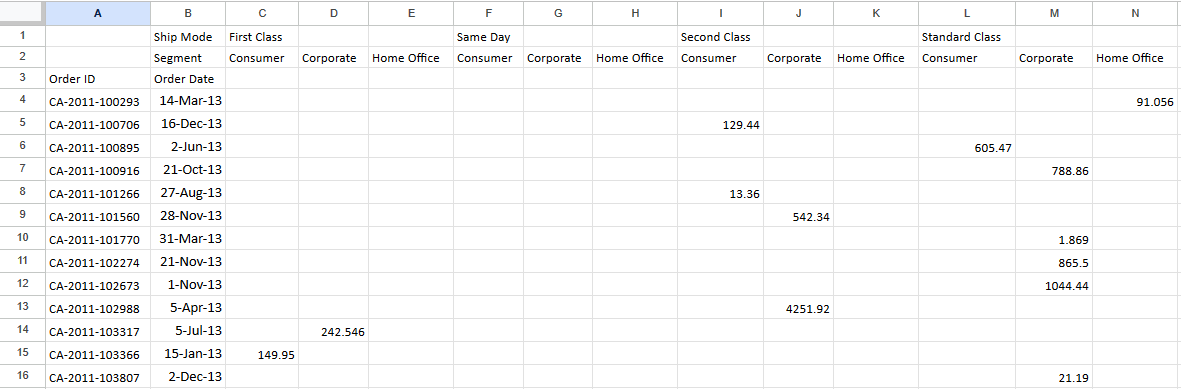 A B C D E F G H I J K L M N
1 Ship Mode First Class Same Day Second Class Standard Class
2 Segment Consumer Corporate Home Office Consumer Corporate Home Office Consumer Corporate Home Office Consumer Corporate Home Office
3 Order ID Order Date
4 CA-2011-100293 14-Mar-13 91.056
5 CA-2011-100706 16-Dec-13 129.44
6 CA-2011-100895 2-Jun-13 605.47
7 CA-2011-100916 21-Oct-13 788.86
8 CA-2011-101266 27-Aug-13 13.36
9 CA-2011-101560 28-Nov-13 542.34
10 CA-2011-101770 31-Mar-13 1.869
11 CA-2011-102274 21-Nov-13 865.5
12 CA-2011-102673 1-Nov-13 1044.44
13 CA-2011-102988 5-Apr-13 4251.92
14 CA-2011-103317 5-Jul-13 242.546
15 CA-2011-103366 15-Jan-13 149.95
16 CA-2011-103807 2-Dec-13 21.19